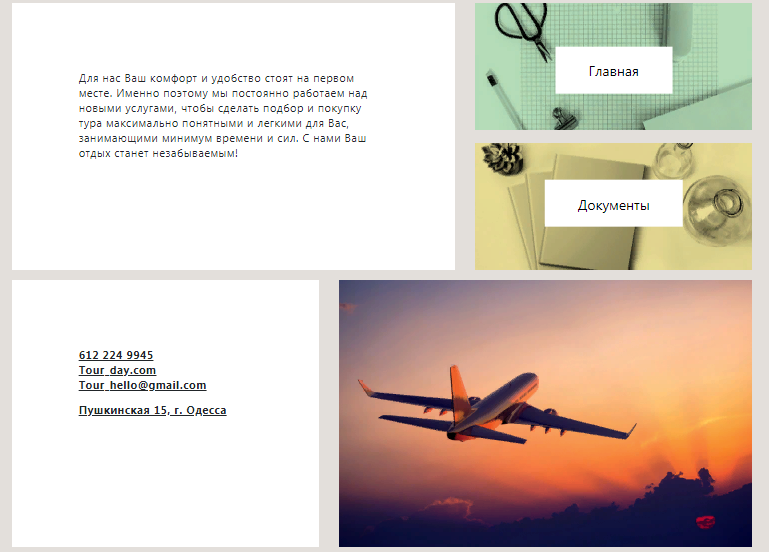 Для нас Ваш комфорт и удобство стоят на первом
месте. Именно поэтому мы постоянно работаем над
новыми услугами, чтобы сделать подбор и покупку
тура максимально понятными и легкими для Вас,
занимающими минимум времени и сил. С нами Ваш
отдых станет незабываемым!
Главная
Документы
612 224 9945
Tour_day.com
Tour_hello@gmail.com
Пушкинская 15, г. Одесса